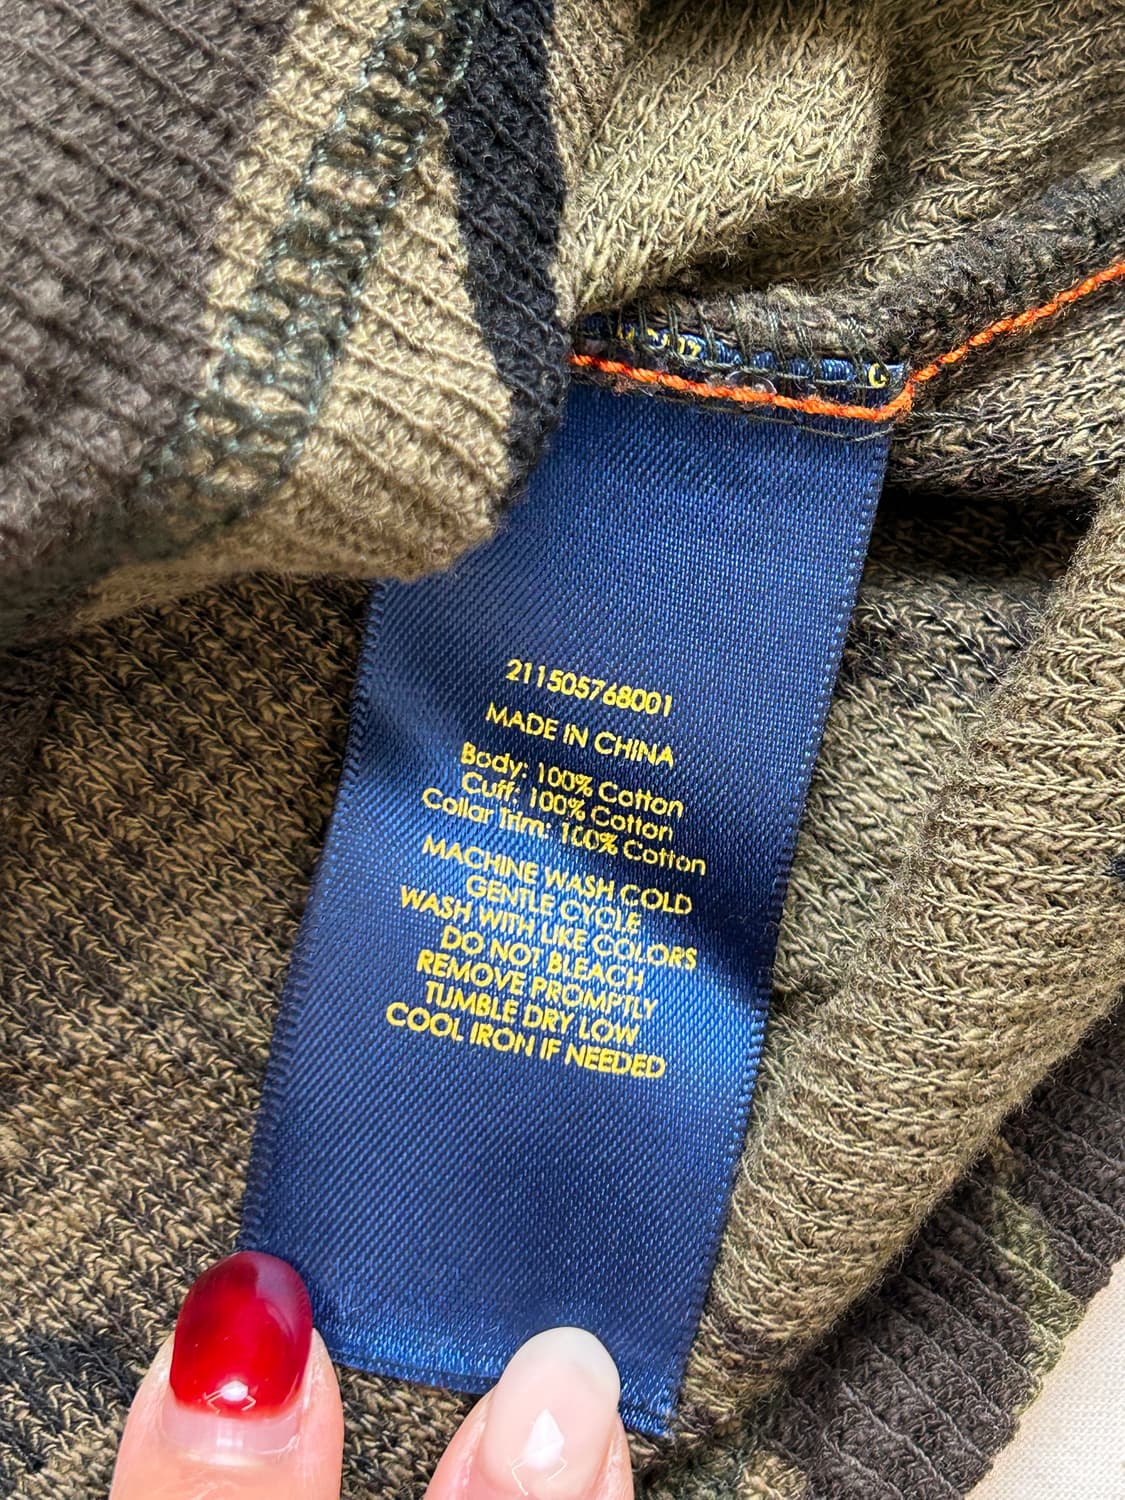 211505768001
MADE IN CHINA
Body: 100% Cotton
Cuff: 100% Cotton
Collar Trim: 100% Cotton
MACHINE WASH COLD
GENTLE CYCLE
WASH WITH LIKE COLORS
DO NOT BLEACH
REMOVE PROMPTLY
TUMBLE DRY LOW
COOL IRON IF NEEDED